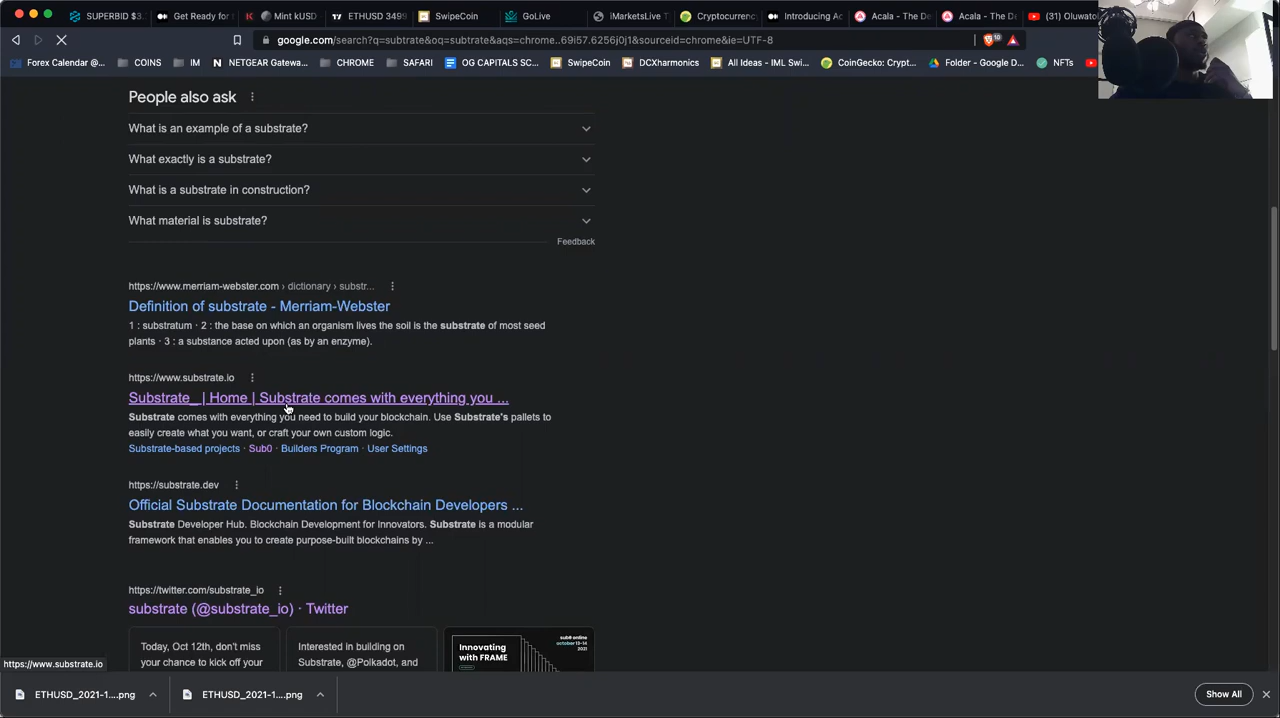 SUPERBID $3.
Get Ready for
Mint kUSD
ETHUSD 3499
SwipeCoin
GoLive
iMarketsLive T
Cryptocurrenc
Introducing Ac
Acala - The De
Acala - The De
(31) Oluwato
google.com/search?q=subtrate&oq=subtrate&aqs=chrome..69i57.6256j0j1&sourceid=chrome&ie=UTF-8
10
Forex Calendar @...
COINS
IM
NETGEAR Gatewa...
CHROME
SAFARI
OG CAPITALS SC...
SwipeCoin
DCXharmonics
All Ideas - IML Swi...
CoinGecko: Crypt...
Folder - Google D...
NFTs
People also ask
What is an example of a substrate?
What exactly is a substrate?
What is a substrate in construction?
What material is substrate?
Feedback
https://www.merriam-webster.com › dictionary › substr...
Definition of substrate - Merriam-Webster
1 : substratum · 2 : the base on which an organism lives the soil is the substrate of most seed
plants · 3 : a substance acted upon (as by an enzyme).
https://www.substrate.io
Substrate_ | Home | Substrate comes with everything you ...
Substrate comes with everything you need to build your blockchain. Use Substrate's pallets to
easily create what you want, or craft your own custom logic.
Substrate-based projects · Sub0 · Builders Program · User Settings
https://substrate.dev
Official Substrate Documentation for Blockchain Developers ...
Substrate Developer Hub. Blockchain Development for Innovators. Substrate is a modular
framework that enables you to create purpose-built blockchains by ...
https://twitter.com/substrate_io
substrate (@substrate_io) · Twitter
Today, Oct 12th, don't miss
your chance to kick off your
Interested in building on
Substrate, @Polkadot, and
Innovating
with FRAME
sub0 online
october 13-14
2021
https://www.substrate.io
ETHUSD_2021-1....png
ETHUSD_2021-1....png
Show All